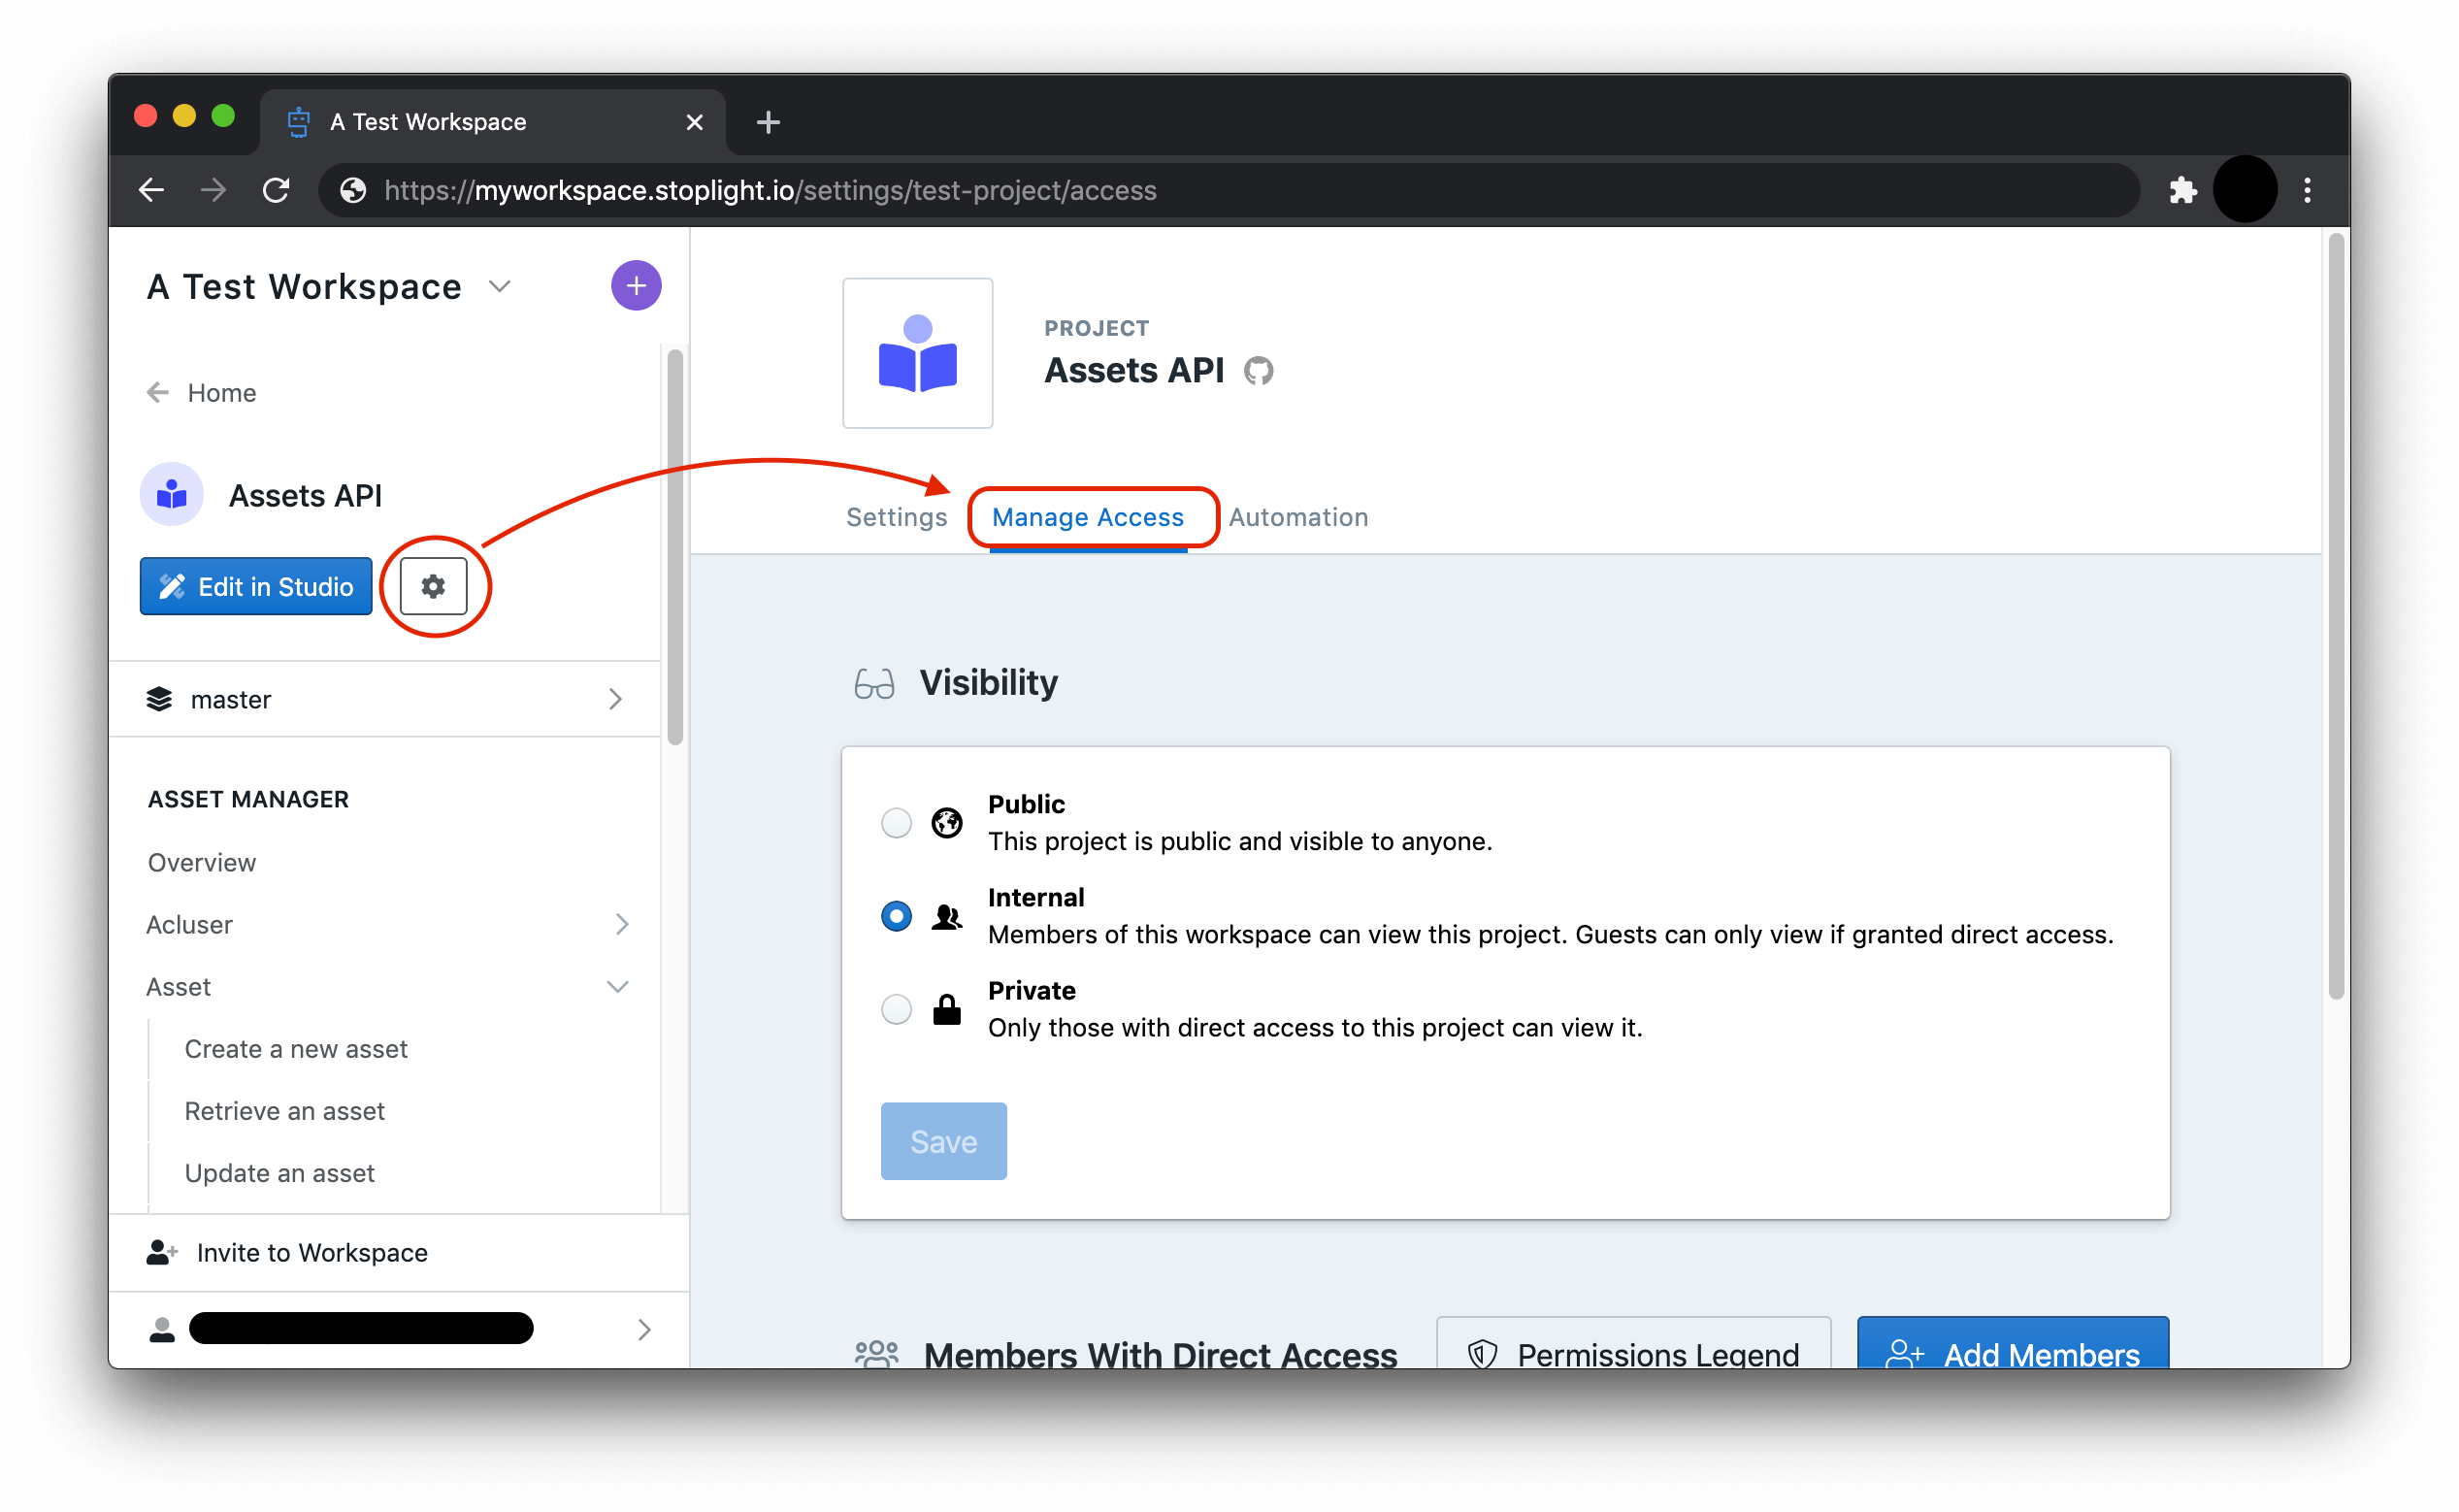 A Test Workspace
https://myworkspace.stoplight.io/settings/test-project/access
A Test Workspace
Home
Assets API
Edit in Studio
master
ASSET MANAGER
Overview
Acluser
Asset
Create a new asset
Retrieve an asset
Update an asset
Invite to Workspace
PROJECT
Assets API
Settings
Manage Access
Automation
Visibility
Public
This project is public and visible to anyone.
Internal
Members of this workspace can view this project. Guests can only view if granted direct access.
Private
Only those with direct access to this project can view it.
Save
Members With Direct Access
Permissions Legend
Add Members